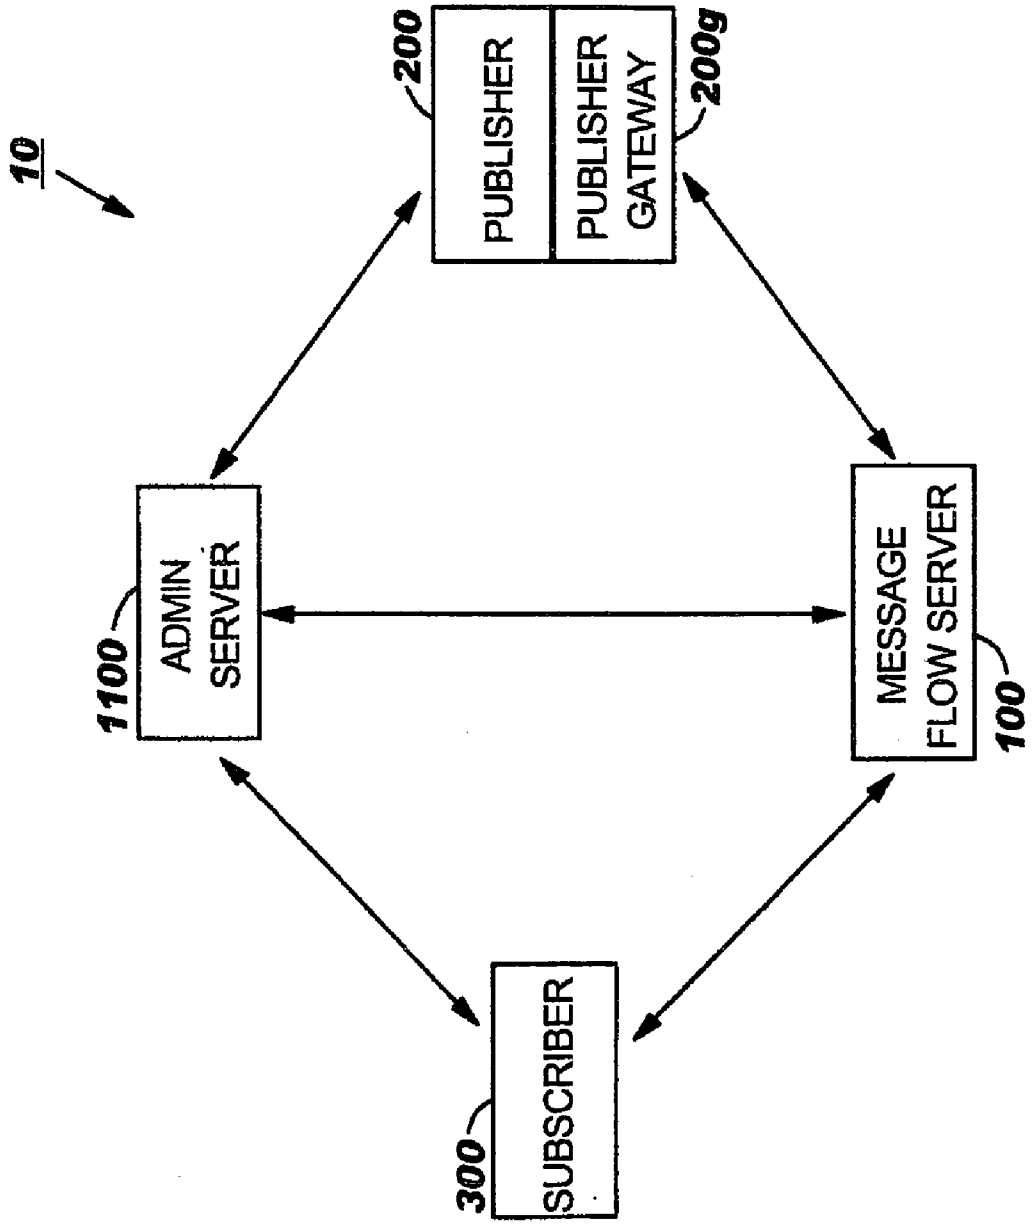 10
200
PUBLISHER
PUBLISHER
GATEWAY
200g
1100
ADMIN
SERVER
MESSAGE
FLOW SERVER
100
300
SUBSCRIBER